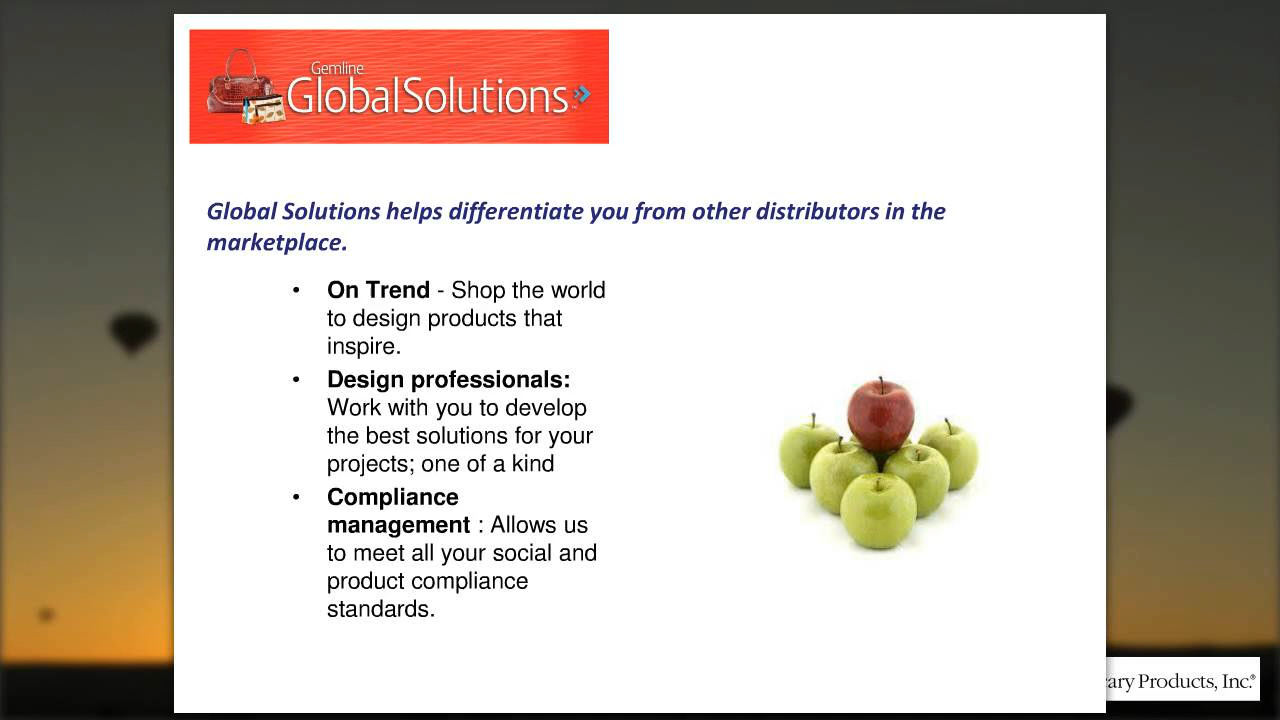 Gemline
GlobalSolutions
Global Solutions helps differentiate you from other distributors in the
marketplace.
• On Trend - Shop the world
to design products that
inspire.
• Design professionals:
Work with you to develop
the best solutions for your
projects; one of a kind
• Compliance
management : Allows us
to meet all your social and
product compliance
standards.
Products, Inc.®